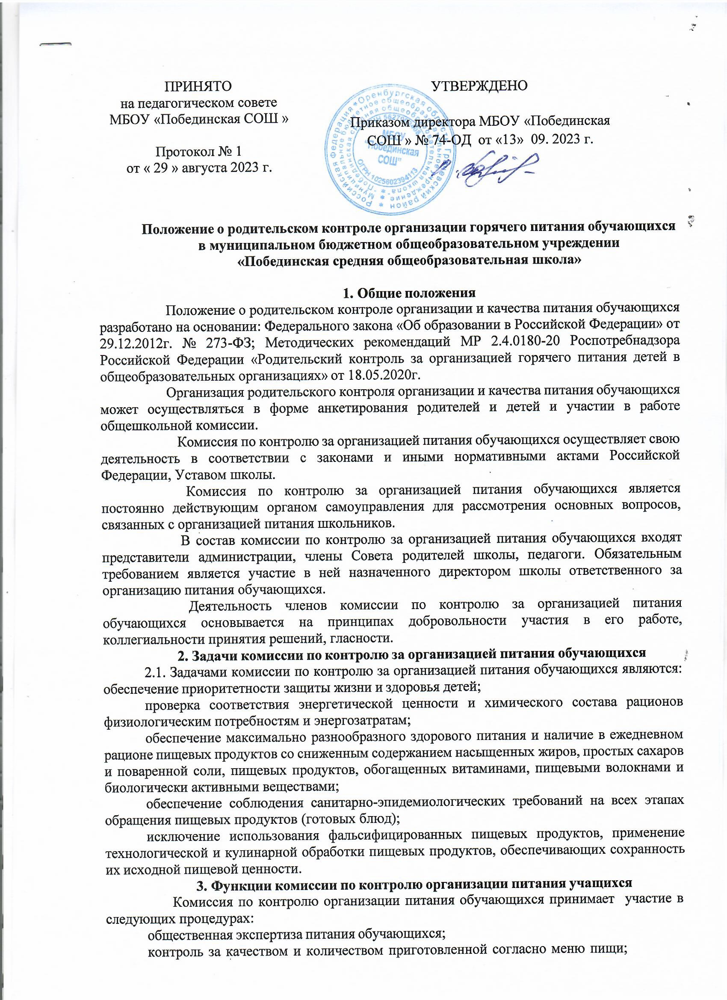 ПРИНЯТО
на педагогическом совете
МБОУ «Побединская СОШ »
Протокол № 1
от « 29 » августа 2023 г.
УТВЕРЖДЕНО
Приказом директора МБОУ «Побединская
СОШ » № 74-ОД от «13» 09. 2023 г.
Российская Федерация * Оренбургская область Грачевский район *
Муниципальное бюджетное общеобразовательное учреждение *
"Побединская средняя общеобразовательная школа" *
ОГРН 1025602394113
МБОУ
"Побединская
СОШ"
Положение о родительском контроле организации горячего питания обучающихся
в муниципальном бюджетном общеобразовательном учреждении
«Побединская средняя общеобразовательная школа»
1. Общие положения
Положение о родительском контроле организации и качества питания обучающихся
разработано на основании: Федерального закона «Об образовании в Российской Федерации» от
29.12.2012г. № 273-ФЗ; Методических рекомендаций МР 2.4.0180-20 Роспотребнадзора
Российской Федерации «Родительский контроль за организацией горячего питания детей в
общеобразовательных организациях» от 18.05.2020г.
Организация родительского контроля организации и качества питания обучающихся
может осуществляться в форме анкетирования родителей и детей и участии в работе
общешкольной комиссии.
Комиссия по контролю за организацией питания обучающихся осуществляет свою
деятельность в соответствии с законами и иными нормативными актами Российской
Федерации, Уставом школы.
Комиссия по контролю за организацией питания обучающихся является
постоянно действующим органом самоуправления для рассмотрения основных вопросов,
связанных с организацией питания школьников.
В состав комиссии по контролю за организацией питания обучающихся входят
представители администрации, члены Совета родителей школы, педагоги. Обязательным
требованием является участие в ней назначенного директором школы ответственного за
организацию питания обучающихся.
Деятельность членов комиссии по контролю за организацией питания
обучающихся основывается на принципах добровольности участия в его работе,
коллегиальности принятия решений, гласности.
2. Задачи комиссии по контролю за организацией питания обучающихся
2.1. Задачами комиссии по контролю за организацией питания обучающихся являются:
обеспечение приоритетности защиты жизни и здоровья детей;
проверка соответствия энергетической ценности и химического состава рационов
физиологическим потребностям и энергозатратам;
обеспечение максимально разнообразного здорового питания и наличие в ежедневном
рационе пищевых продуктов со сниженным содержанием насыщенных жиров, простых сахаров
и поваренной соли, пищевых продуктов, обогащенных витаминами, пищевыми волокнами и
биологически активными веществами;
обеспечение соблюдения санитарно-эпидемиологических требований на всех этапах
обращения пищевых продуктов (готовых блюд);
исключение использования фальсифицированных пищевых продуктов, применение
технологической и кулинарной обработки пищевых продуктов, обеспечивающих сохранность
их исходной пищевой ценности.
3. Функции комиссии по контролю организации питания учащихся
Комиссия по контролю организации питания обучающихся принимает участие в
следующих процедурах:
общественная экспертиза питания обучающихся;
контроль за качеством и количеством приготовленной согласно меню пищи;